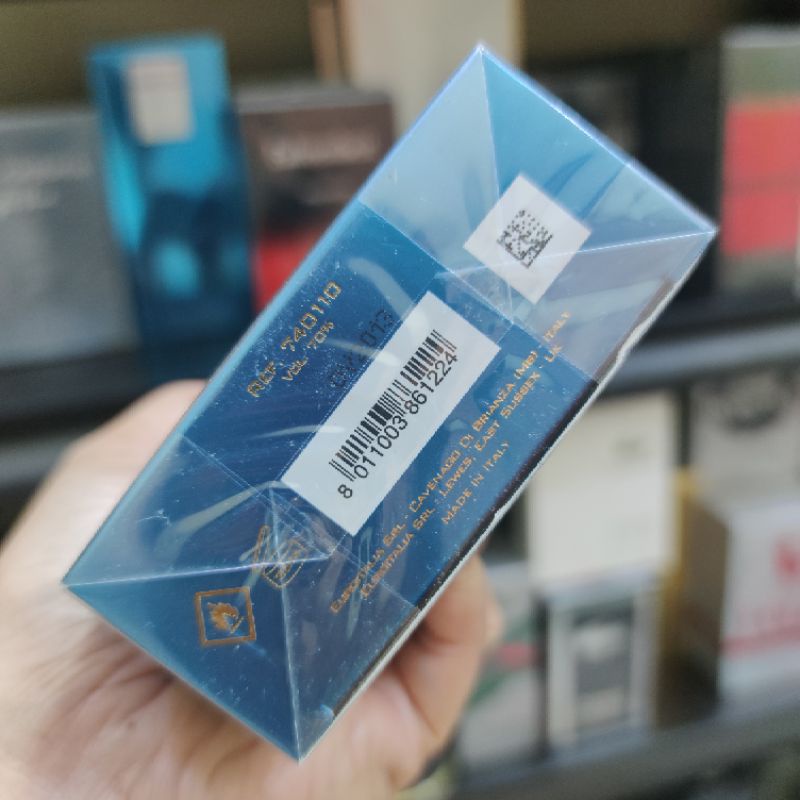 REF. 740110
VOL. 70%
8 011003 861224
EUROITALIA SRL - CAVENAGO DI BRIANZA (MB) - ITALY
EUROITALIA SRL - LEWES, EAST SUSSEX - UK
MADE IN ITALY